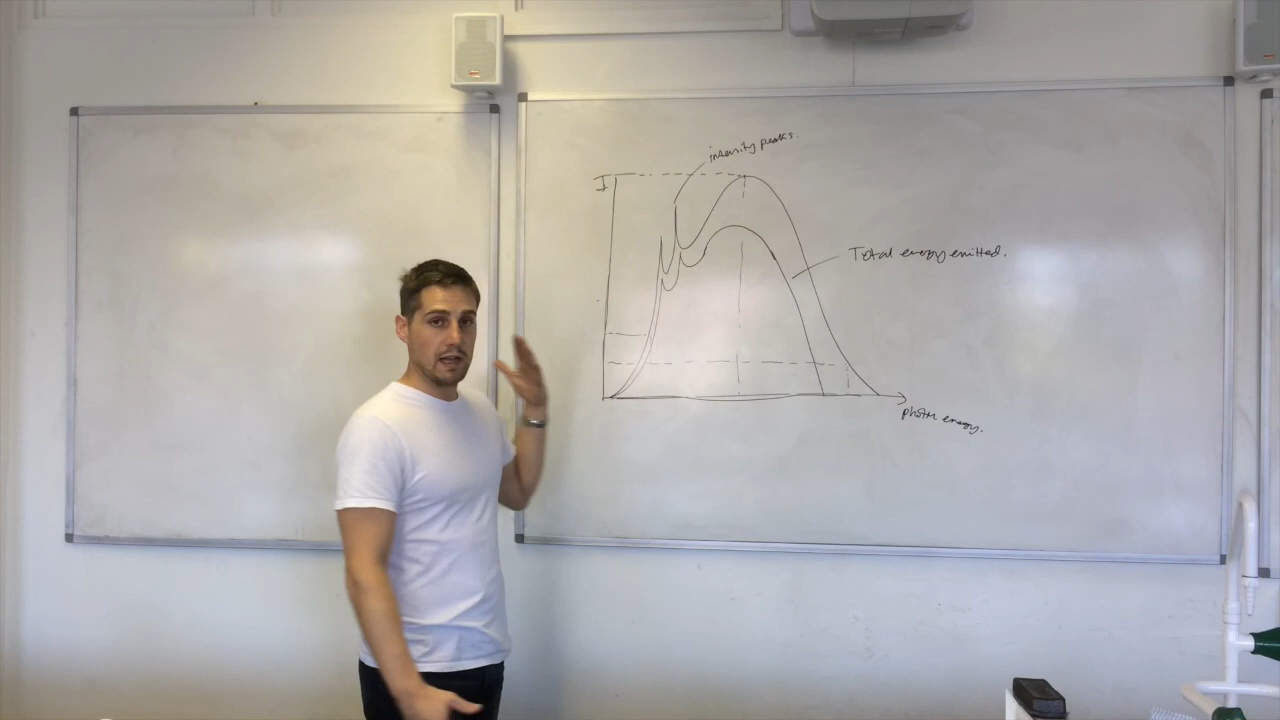 intensity peaks.
I
Total energy emitted.
photon energy.